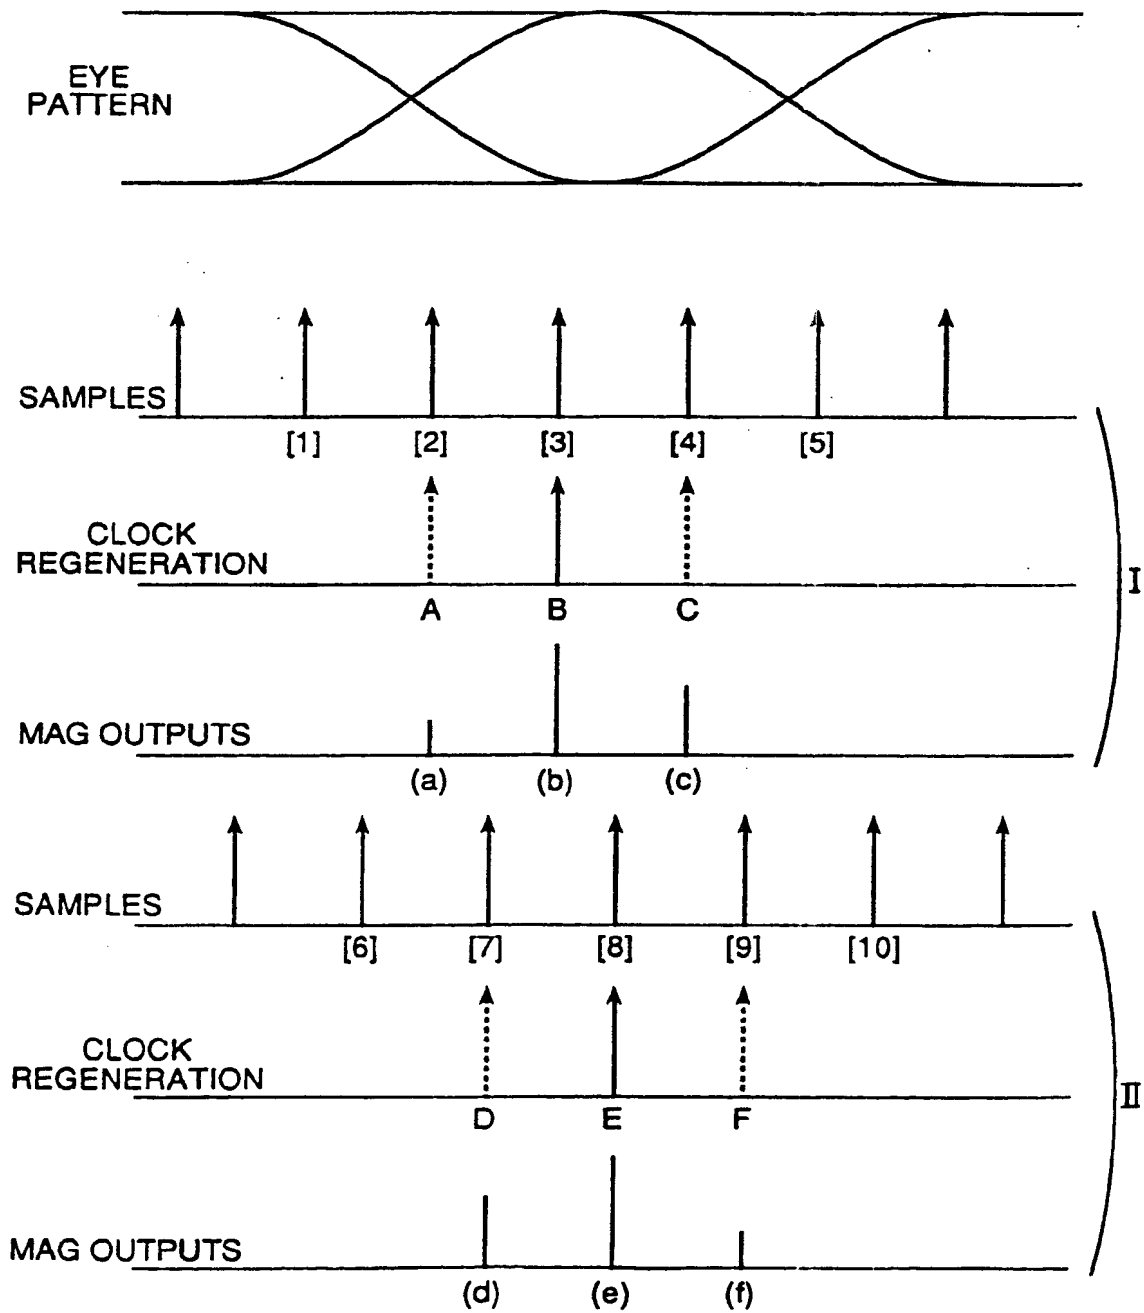 EYE
PATTERN
SAMPLES
[1] [2] [3] [4] [5]
CLOCK
REGENERATION
A B C
I
MAG OUTPUTS
(a) (b) (c)
SAMPLES
[6] [7] [8] [9] [10]
CLOCK
REGENERATION
D E F
II
MAG OUTPUTS
(d) (e) (f)